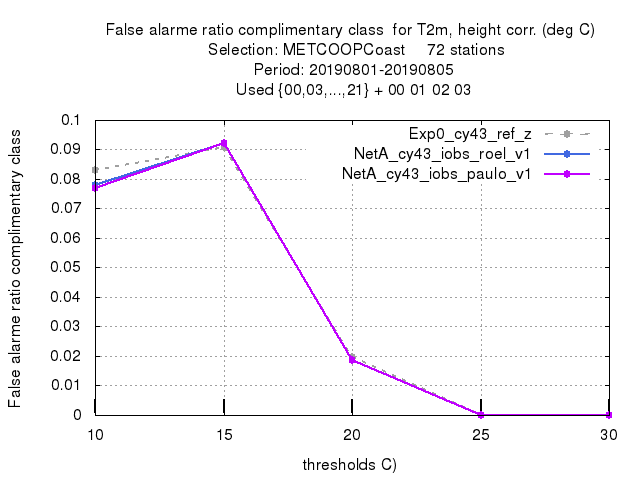 False alarme ratio complimentary class  for T2m, height corr. (deg C)
Selection: METCOOPCoast    72 stations
Period: 20190801-20190805
Used {00,03,...,21} + 00 01 02 03
Exp0_cy43_ref_z
NetA_cy43_iobs_roel_v1
NetA_cy43_iobs_paulo_v1
False alarme ratio complimentary class
0.1
0.09
0.08
0.07
0.06
0.05
0.04
0.03
0.02
0.01
0
10 15 20 25 30
thresholds C)